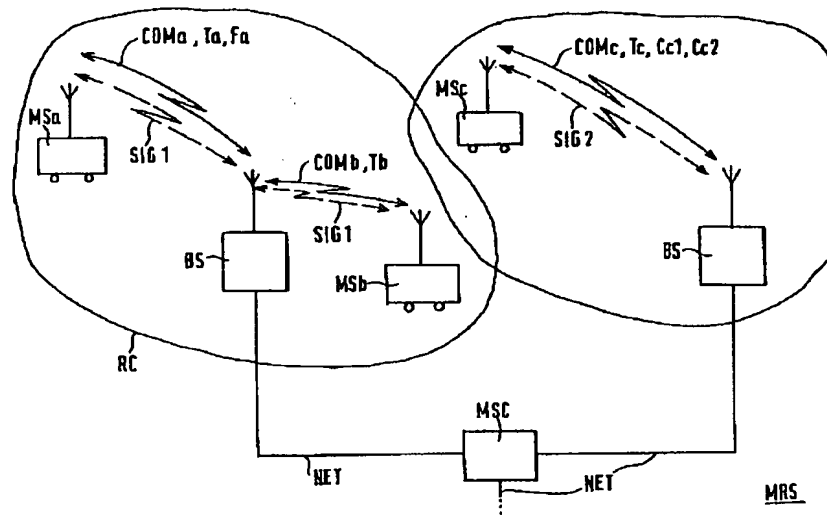 COMa, Ta, Fa
COMc, Tc, Cc1, Cc2
MSa
MSc
SIG 1
SIG 2
COMb, Tb
SIG 1
BS
BS
MSb
RC
MSC
NET
NET
MRS